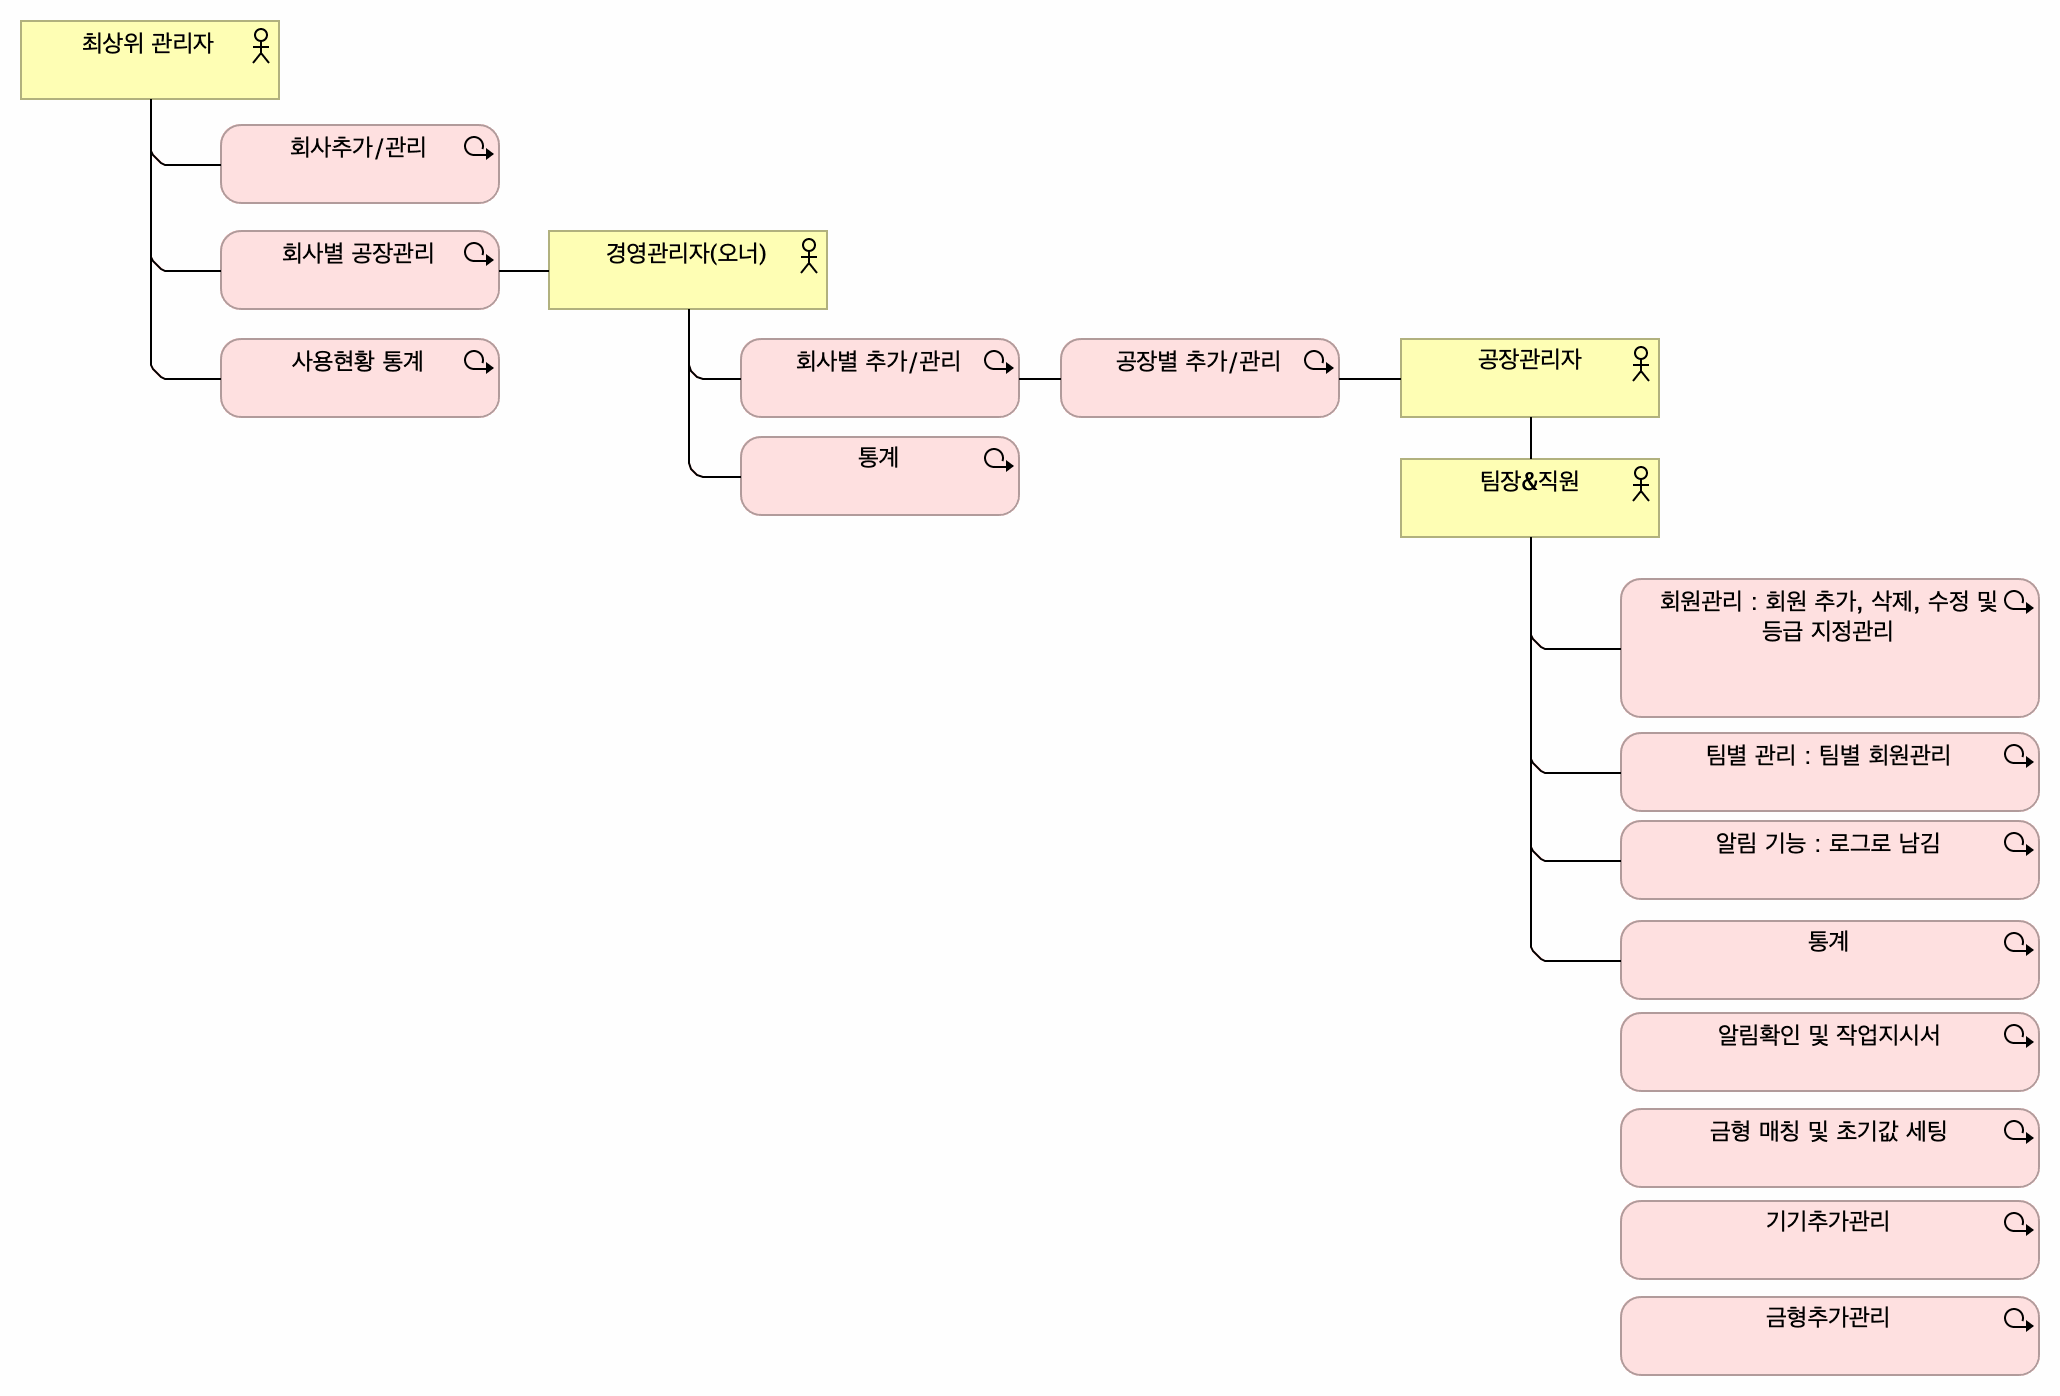 최상위 관리자
회사추가/관리
회사별 공장관리
경영관리자(오너)
사용현황 통계
회사별 추가/관리
공장별 추가/관리
공장관리자
통계
팀장&직원
회원관리 : 회원 추가, 삭제, 수정 및
등급 지정관리
팀별 관리 : 팀별 회원관리
알림 기능 : 로그로 남김
통계
알림확인 및 작업지시서
금형 매칭 및 초기값 세팅
기기추가관리
금형추가관리